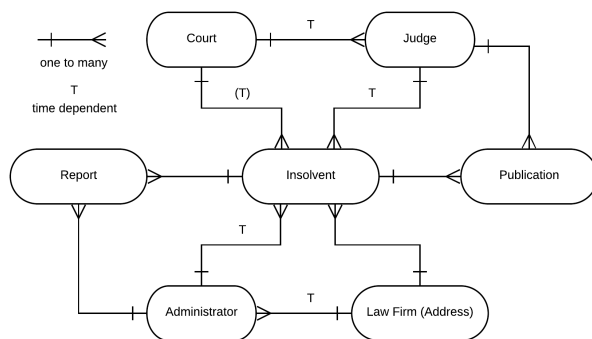 T
Court
Judge
one to many
T
time dependent
(T)
T
Report
Insolvent
Publication
T
Administrator
T
Law Firm (Address)